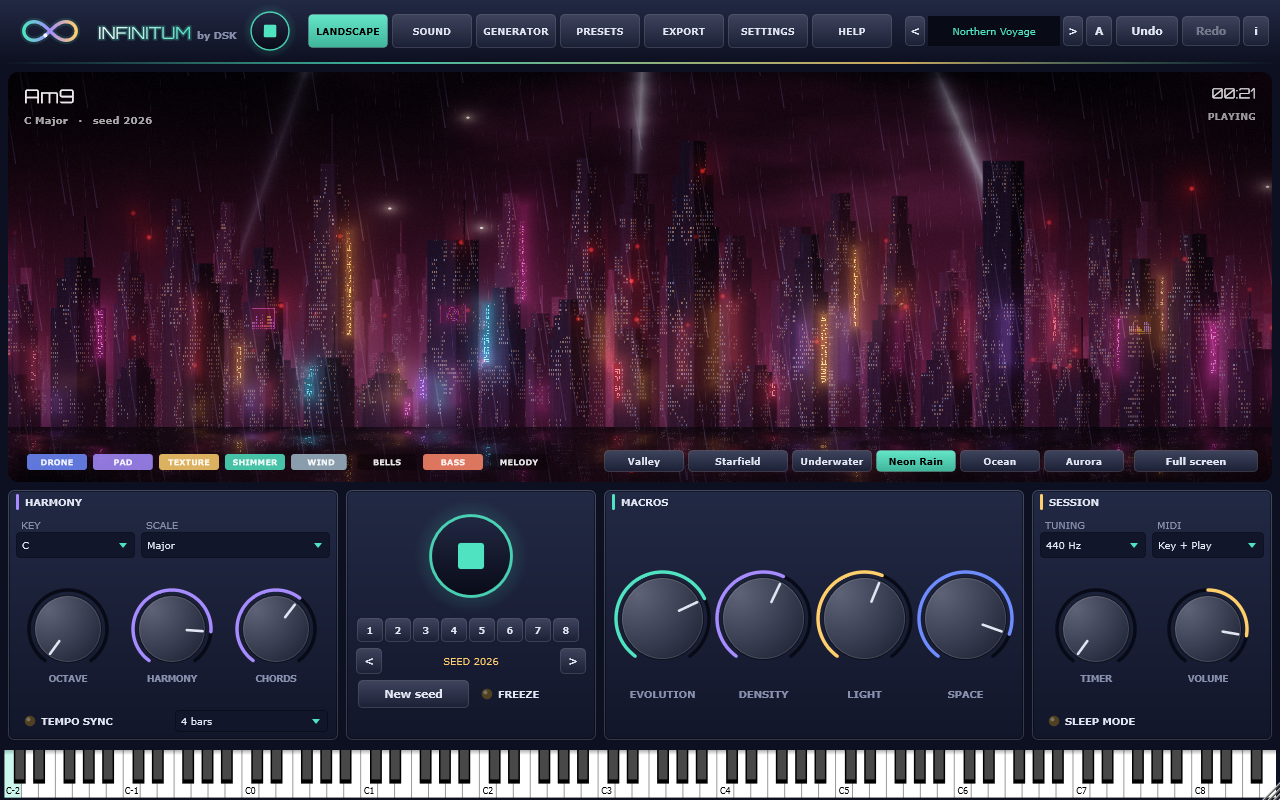 INFINITUM by DSK
LANDSCAPE
SOUND
GENERATOR
PRESETS
EXPORT
SETTINGS
HELP
<
Northern Voyage
>
A
Undo
Redo
i
Am9
C Major · seed 2026
00:21
PLAYING
DRONE
PAD
TEXTURE
SHIMMER
WIND
BELLS
BASS
MELODY
Valley
Starfield
Underwater
Neon Rain
Ocean
Aurora
Full screen
HARMONY
KEY
SCALE
C
Major
OCTAVE
HARMONY
CHORDS
TEMPO SYNC
4 bars
1 2 3 4 5 6 7 8
<
SEED 2026
>
New seed
FREEZE
MACROS
EVOLUTION
DENSITY
LIGHT
SPACE
SESSION
TUNING
MIDI
440 Hz
Key + Play
TIMER
VOLUME
SLEEP MODE
C-2 C-1 C0 C1 C2 C3 C4 C5 C6 C7 C8